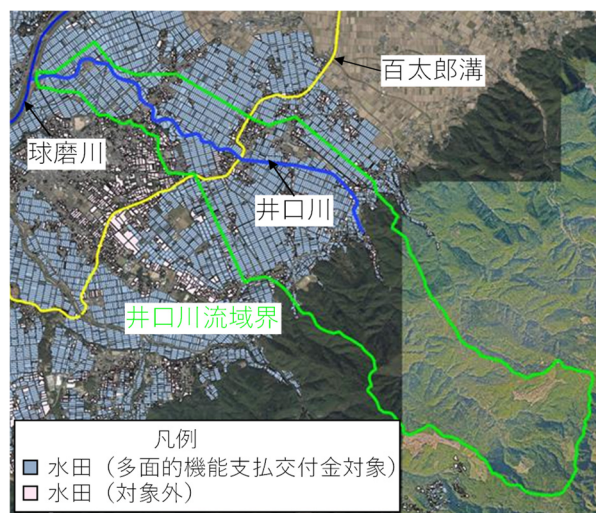 百太郎溝
球磨川
井口川
井口川流域界
凡例
水田（多面的機能支払交付金対象）
水田（対象外）